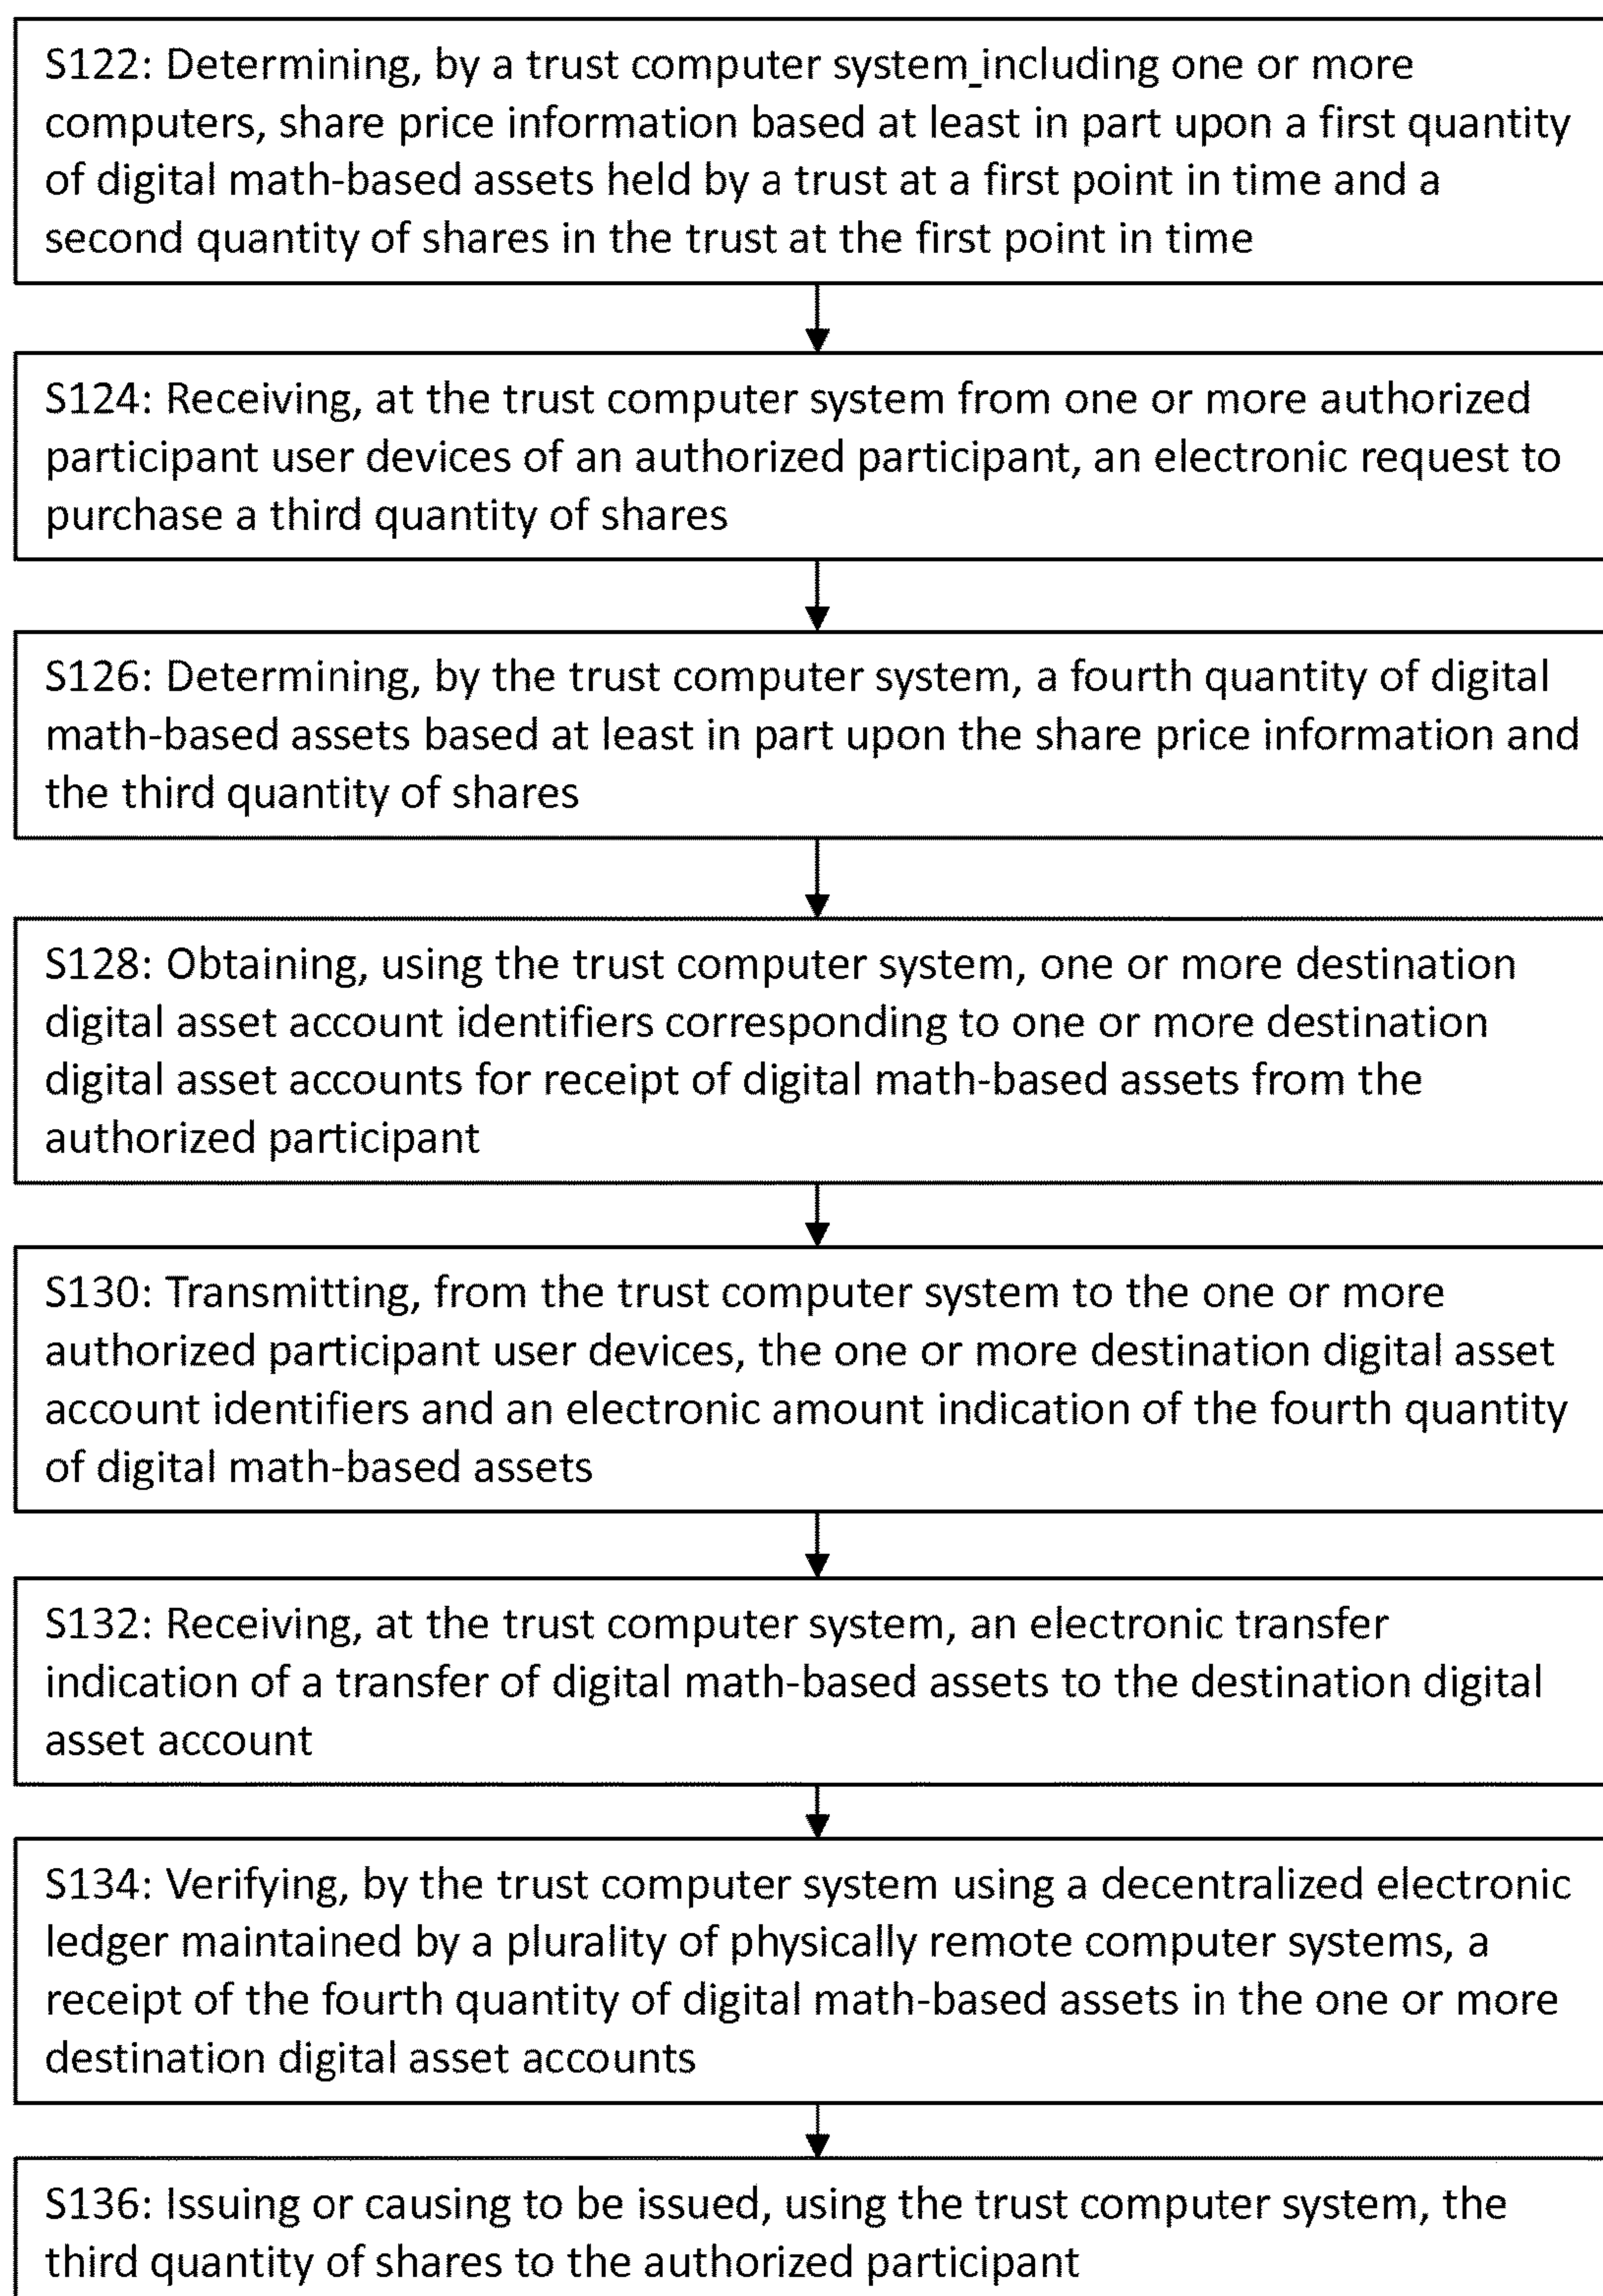 S122: Determining, by a trust computer system_including one or more
computers, share price information based at least in part upon a first quantity
of digital math-based assets held by a trust at a first point in time and a
second quantity of shares in the trust at the first point in time
S124: Receiving, at the trust computer system from one or more authorized
participant user devices of an authorized participant, an electronic request to
purchase a third quantity of shares
S126: Determining, by the trust computer system, a fourth quantity of digital
math-based assets based at least in part upon the share price information and
the third quantity of shares
S128: Obtaining, using the trust computer system, one or more destination
digital asset account identifiers corresponding to one or more destination
digital asset accounts for receipt of digital math-based assets from the
authorized participant
S130: Transmitting, from the trust computer system to the one or more
authorized participant user devices, the one or more destination digital asset
account identifiers and an electronic amount indication of the fourth quantity
of digital math-based assets
S132: Receiving, at the trust computer system, an electronic transfer
indication of a transfer of digital math-based assets to the destination digital
asset account
S134: Verifying, by the trust computer system using a decentralized electronic
ledger maintained by a plurality of physically remote computer systems, a
receipt of the fourth quantity of digital math-based assets in the one or more
destination digital asset accounts
S136: Issuing or causing to be issued, using the trust computer system, the
third quantity of shares to the authorized participant